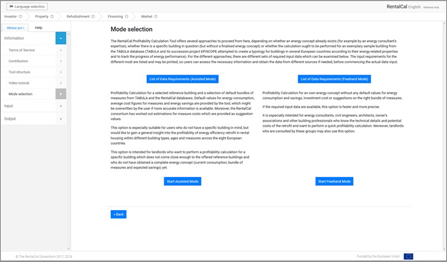 Language selection
RentalCal English
Investor
Property
Refurbishment
Financing
Market
Help
Information
Terms of Service
Contributors
Tool structure
Video tutorial
Mode selection
Input
Output
Mode selection
The RentalCal Profitability Calculation Tool offers several approaches to proceed from here, depending on whether an energy concept already exists (for example by an energy consultant's
expertise), whether there is a specific building in question (but without a finalised energy concept) or whether the calculation ought to be performed for an exemplary sample building from
the TABULA database (TABULA and its successor project EPISCOPE attempted to create a typology for buildings in several European countries according to their energy-related properties
and to track the progress of energy performance). For the different approaches, there are different sets of required input data which can be examined below. The input requirements for the
different modi are listed and may be printed, so users can assess the necessary information and obtain the data from different sources if needed, before commencing the actual data input.
List of Data Requirements (Assisted Mode)
List of Data Requirements (Freehand Mode)
Profitability Calculation for a selected reference building and a selection of default bundles of
measures from TABULA and the RentalCal databases. Default values for energy consumption,
average cost figures for measures and energy savings are provided by the tool, which might
be overwritten by the user if more accurate information is available. Moreover, the RentalCal
consortium has worked out estimations for measure costs which are provided as suggestion
values.
This option is especially suitable for users who do not have a specific building in mind, but
would like to gain a general insight into the profitability of energy efficiency retrofit in rental
housing within different building types, ages and measures across the eight European
countries.
This option is intended for landlords who want to perform a profitability calculation for a
specific building which does not come close enough to the offered reference buildings and
who do not have obtained a complete energy concept (current consumption, bundle of
measures and expected savings) yet.
Start Assisted Mode
Profitability Calculation for an own energy concept without any default values for energy
consumption and savings, investment cost or suggestions on the right bundle of measures.
If the required input data are available, this option is faster and more precise.
It is especially intended for energy consultants, civil engineers, architects, owner's
associations and other building professionals who know the technical details and potential
costs of the retrofit and want to perform a quick profitability calculation. Moreover, landlords
who are consulted by these groups may also use this option.
Start Freehand Mode
« Back
© The RentalCal Consortium 2017, 2018
Funded by the European Union